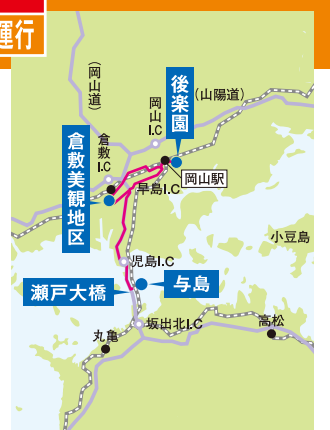 運行
(岡山道)
岡山I.C
後楽園
(山陽道)
倉敷I.C
倉敷美観地区
岡山駅
早島I.C
小豆島
児島I.C
与島
瀬戸大橋
坂出北I.C
高松
丸亀